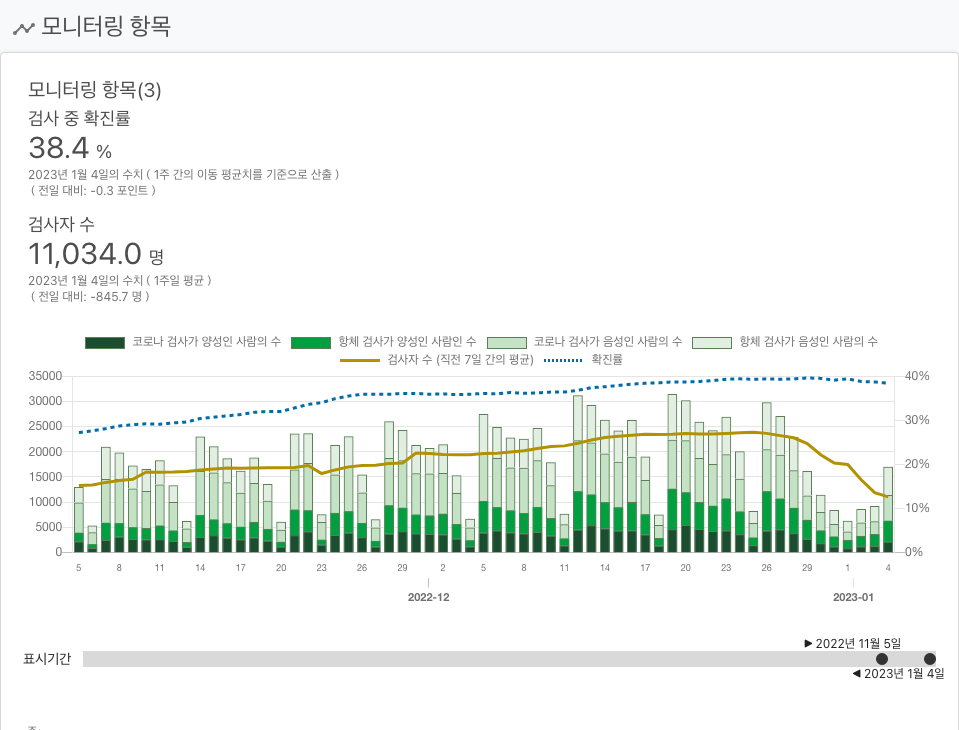 모니터링 항목
모니터링 항목(3)
검사 중 확진률
38.4 %
2023년 1월 4일의 수치 ( 1주 간의 이동 평균치를 기준으로 산출 )
( 전일 대비: -0.3 포인트 )
검사자 수
11,034.0 명
2023년 1월 4일의 수치 ( 1주일 평균 )
( 전일 대비: -845.7 명 )
코로나 검사가 양성인 사람의 수 항체 검사가 양성인 사람인 수 코로나 검사가 음성인 사람의 수 항체 검사가 음성인 사람의 수
검사자 수 (직전 7일 간의 평균) 확진률
35000 40%
30000
25000 30%
20000
15000 20%
10000 10%
5000
0 0%
5 8 11 14 17 20 23 26 29 2 5 8 11 14 17 20 23 26 29 1 4
2022-12 2023-01
▶ 2022년 11월 5일
표시기간
◀ 2023년 1월 4일